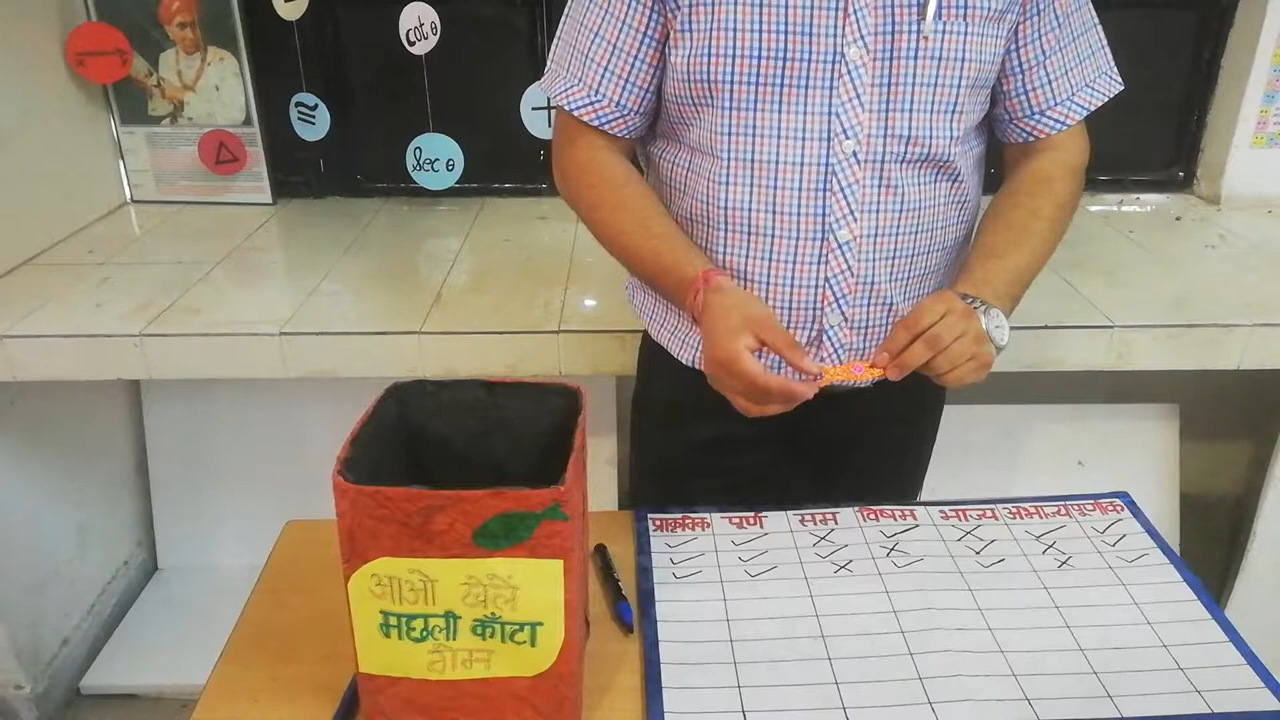 cot θ
≅
+
Sec θ
Δ
आओ खेलें
मछली काँटा
गेम
प्राकृतिक पूर्ण सम विषम भाज्य अभाज्य पूर्णांक
✓ ✓ × ✓ × ✓ ✓
✓ ✓ ✓ × ✓ × ✓
✓ ✓ × ✓ ✓ × ✓